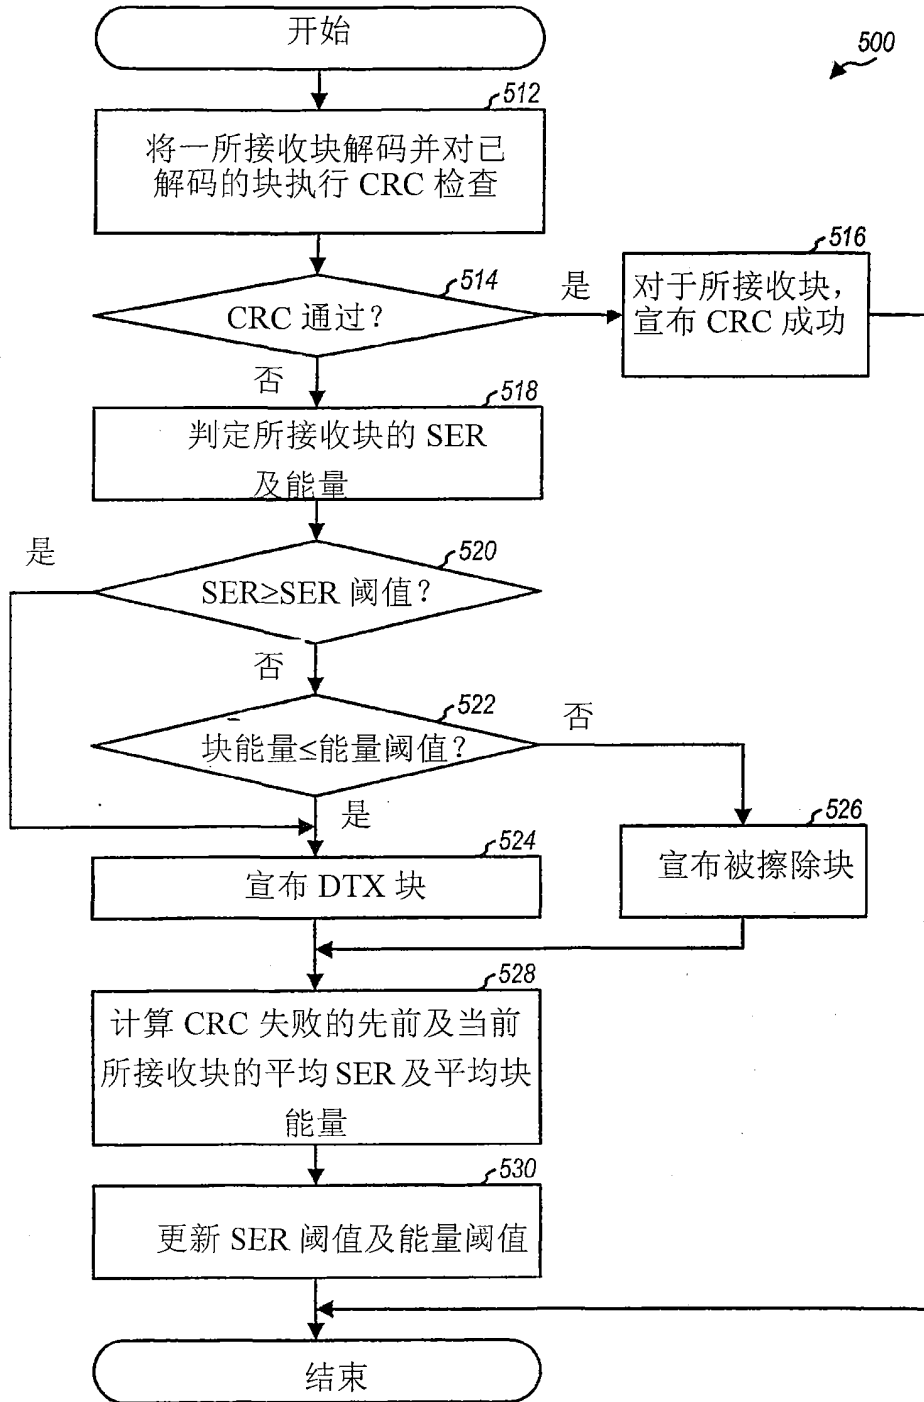 开始
500
512
将一所接收块解码并对已
解码的块执行 CRC 检查
514
CRC 通过?
是
516
对于所接收块,
宣布 CRC 成功
否
518
判定所接收块的 SER
及能量
是
520
SER≥SER 阈值?
否
522
块能量≤能量阈值?
否
是
524
宣布 DTX 块
526
宣布被擦除块
528
计算 CRC 失败的先前及当前
所接收块的平均 SER 及平均块
能量
530
更新 SER 阈值及能量阈值
结束